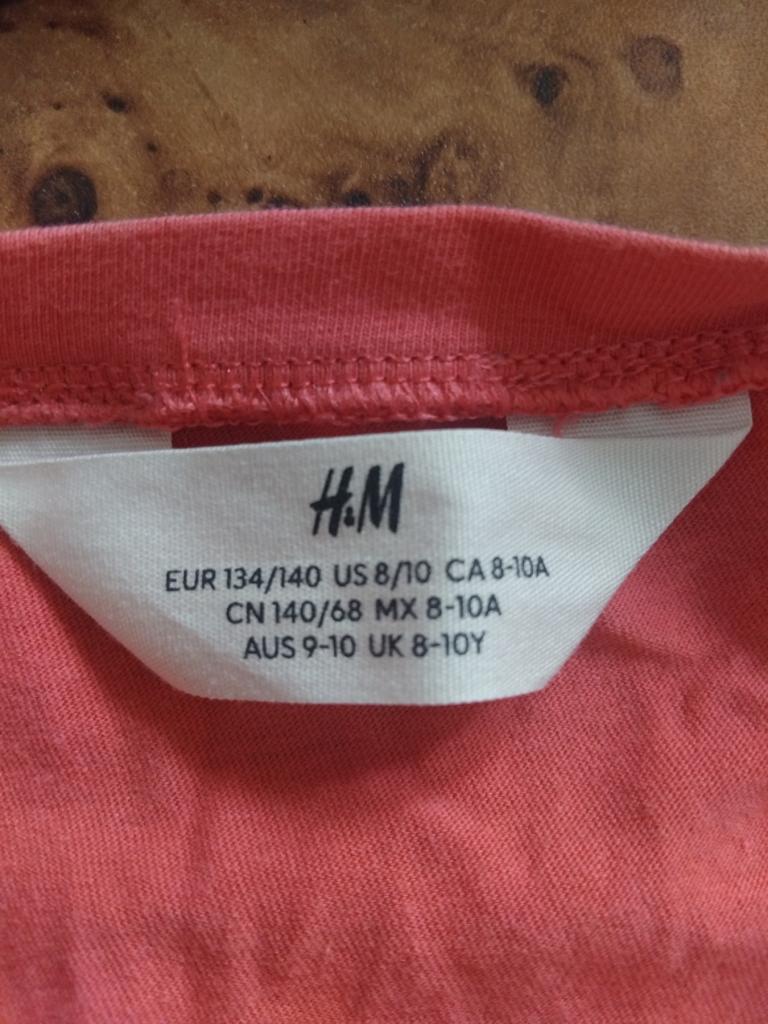 H&M
EUR 134/140 US 8/10 CA 8-10A
CN 140/68 MX 8-10A
AUS 9-10 UK 8-10Y